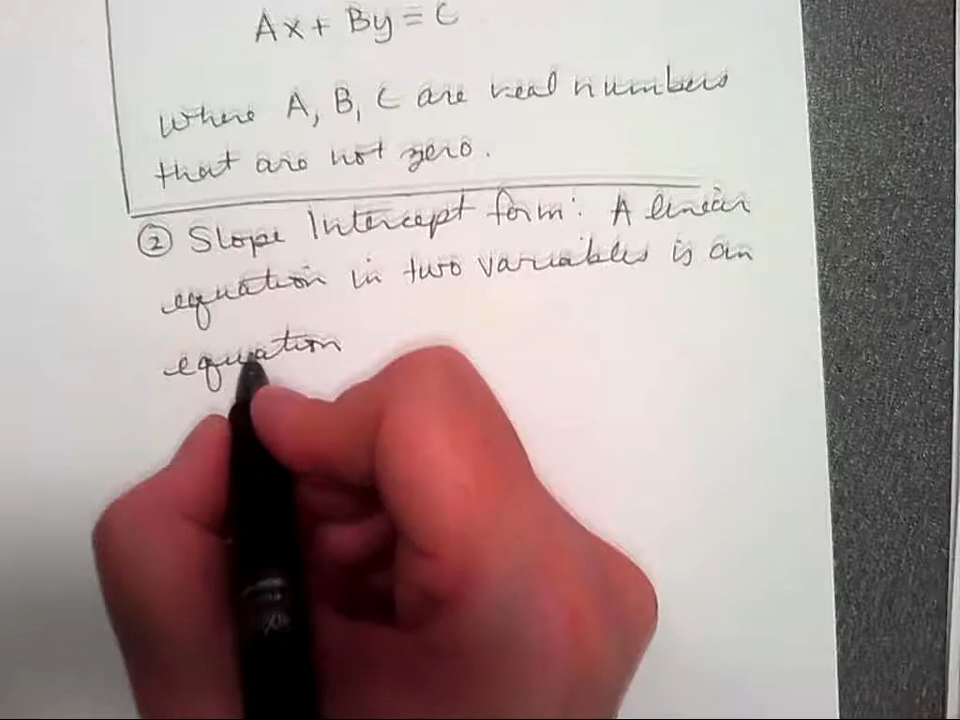 Ax + By = C
Where A, B, C are real numbers
that are not zero.
② Slope Intercept form: A linear
equation in two variables is an
equation